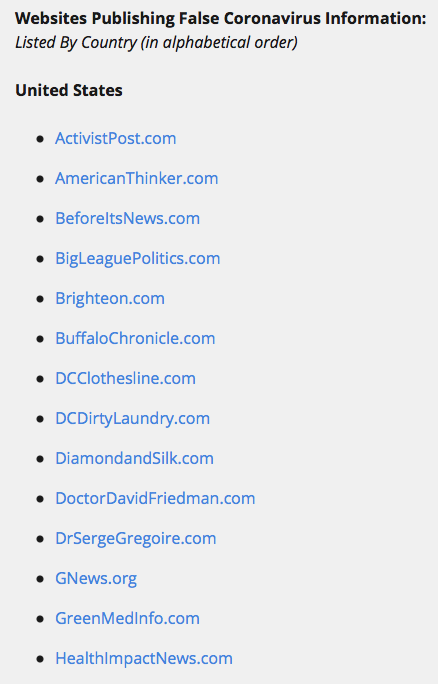 Websites Publishing False Coronavirus Information:
Listed By Country (in alphabetical order)
United States
ActivistPost.com
AmericanThinker.com
BeforeItsNews.com
BigLeaguePolitics.com
Brighteon.com
BuffaloChronicle.com
DCClothesline.com
DCDirtyLaundry.com
DiamondandSilk.com
DoctorDavidFriedman.com
DrSergeGregoire.com
GNews.org
GreenMedInfo.com
HealthImpactNews.com